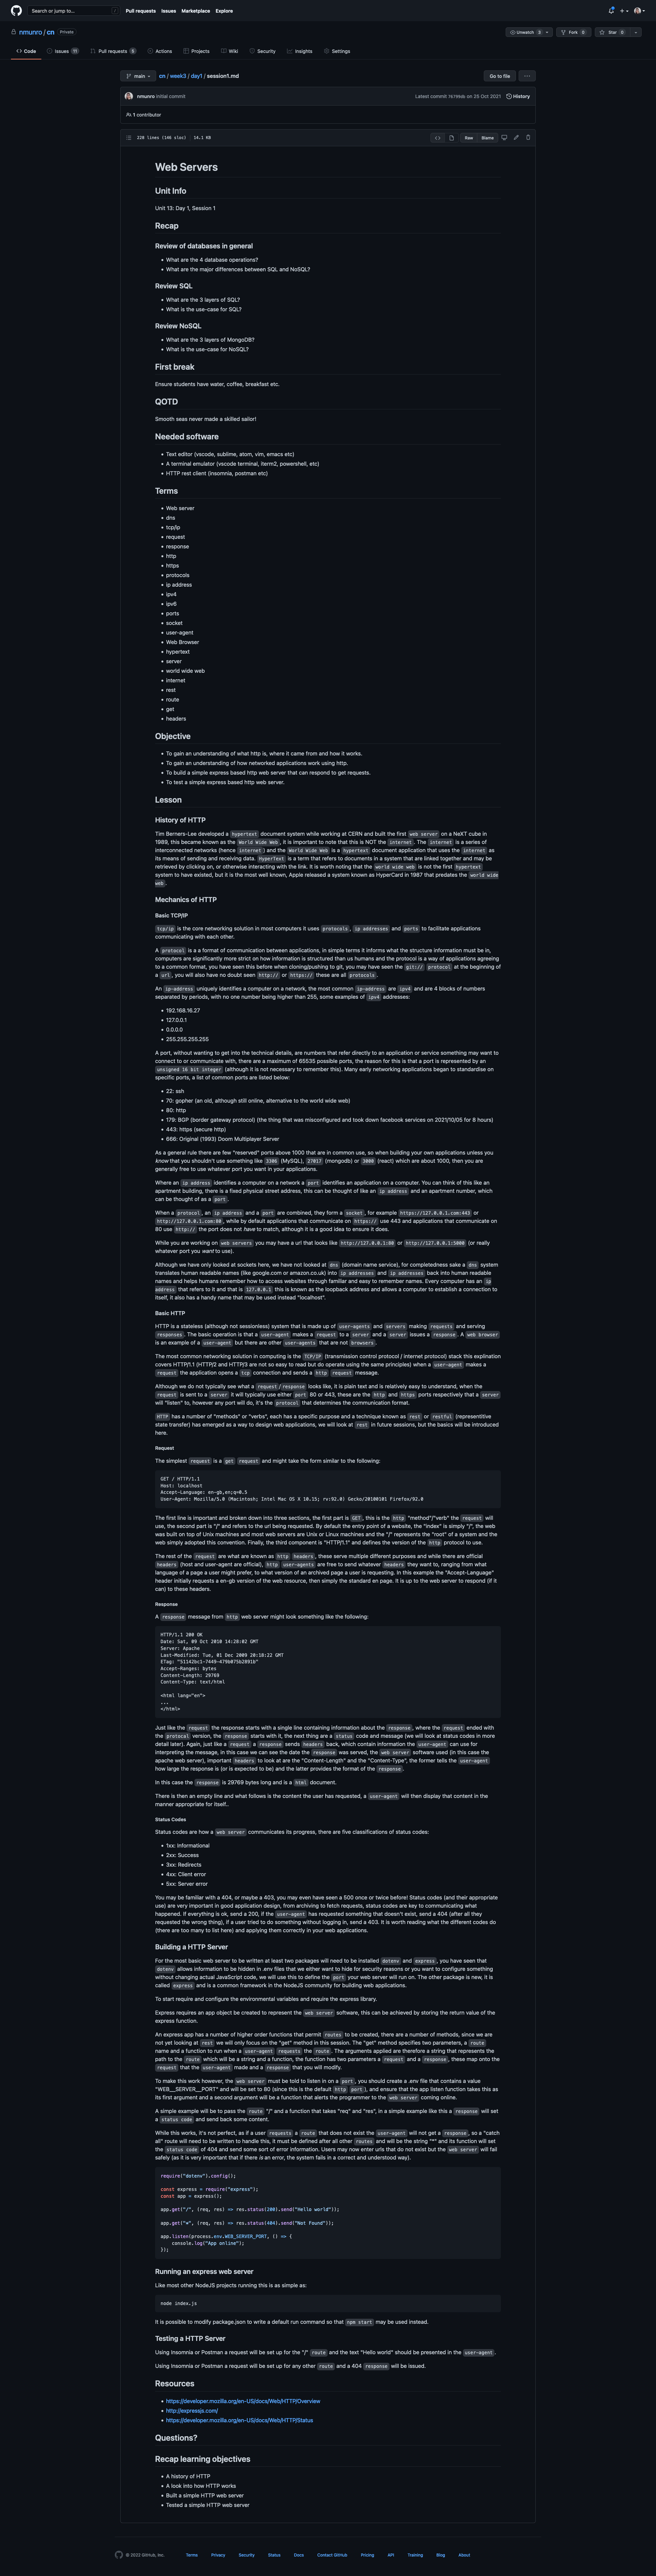 Search or jump to...
/
Pull requests Issues Marketplace Explore
nmunro / cn Private
Unwatch 3 Fork 0 Star 0
Code Issues 11 Pull requests 6 Actions Projects Wiki Security Insights Settings
main cn / week3 / day1 / session1.md Go to file ...
nmunro initial commit Latest commit on 25 Oct 2021 History
1 contributor
228 lines (146 sloc) 14.1 KB Raw Blame
Web Servers
Unit Info
Unit 13: Day 1, Session 1
Recap
Review of databases in general
• What are the 4 database operations?
• What are the major differences between SQL and NoSQL?
Review SQL
• What are the 3 layers of SQL?
• What is the use-case for SQL?
Review NoSQL
• What are the 3 layers of MongoDB?
• What is the use-case for NoSQL?
First break
Ensure students have water, coffee, breakfast etc.
QOTD
Smooth seas never made a skilled sailor!
Needed software
• Text editor (vscode, sublime, atom, vim, emacs etc)
• A terminal emulator (vscode terminal, iterm2, powershell, etc)
• HTTP rest client (insomnia, postman etc)
Terms
• Web server
• dns
• tcp/ip
• request
• response
• http
• https
• protocols
• ip address
• ipv4
• ipv6
• ports
• socket
• user-agent
• Web Browser
• hypertext
• server
• world wide web
• internet
• rest
• route
• get
• headers
Objective
• To gain an understanding of what http is, where it came from and how it works.
• To gain an understanding of how networked applications work using http.
• To build a simple express based http web server that can respond to get requests.
• To test a simple express based http web server.
Lesson
History of HTTP
Tim Berners-Lee developed a hypertext document system while working at CERN and built the first web server on a NeXT cube in
1989, this became known as the World Wide Web, it is important to note that this is NOT the internet. The internet is a series of
interconnected networks (hence internet) and the World Wide Web is a hypertext document application that uses the internet as
its means of sending and receiving data. HyperText is a term that refers to documents in a system that are linked together and may be
retrieved by clicking on, or otherwise interacting with the link. It is worth noting that the world wide web is not the first hypertext
system to have existed, but it is the most well known, Apple released a system known as HyperCard in 1987 that predates the world wide
web.
Mechanics of HTTP
Basic TCP/IP
tcp/ip is the core networking solution in most computers it uses protocols, ip addresses and ports to facilitate applications
communicating with each other.
A protocol is a a format of communication between applications, in simple terms it informs what the structure information must be in,
computers are significantly more strict on how information is structured than us humans and the protocol is a way of applications agreeing
to a common format, you have seen this before when cloning/pushing to git, you may have seen the git:// protocol at the beginning of
a url, you will also have no doubt seen http:// or https:// these are all protocols.
An ip-address uniquely identifies a computer on a network, the most common ip-address are ipv4 and are 4 blocks of numbers
separated by periods, with no one number being higher than 255, some examples of ipv4 addresses:
• 192.168.16.27
• 127.0.0.1
• 0.0.0.0
• 255.255.255.255
A port, without wanting to get into the technical details, are numbers that refer directly to an application or service something may want to
connect to or communicate with, there are a maximum of 65535 possible ports, the reason for this is that a port is represented by an
unsigned 16 bit integer (although it is not necessary to remember this). Many early networking applications began to standardise on
specific ports, a list of common ports are listed below:
• 22: ssh
• 70: gopher (an old, although still online, alternative to the world wide web)
• 80: http
• 179: BGP (border gateway protocol) (the thing that was misconfigured and took down facebook services on 2021/10/05 for 8 hours)
• 443: https (secure http)
• 666: Original (1993) Doom Multiplayer Server
As a general rule there are few "reserved" ports above 1000 that are in common use, so when building your own applications unless you
know that you shouldn't use something like 3306 (MySQL), 27017 (mongodb) or 3000 (react) which are about 1000, then you are
generally free to use whatever port you want in your applications.
Where an ip address identifies a computer on a network a port identifies an application on a computer. You can think of this like an
apartment building, there is a fixed physical street address, this can be thought of like an ip address and an apartment number, which
can be thought of as a port.
When a protocol, an ip address and a port are combined, they form a socket, for example https://127.0.0.1.com:443 or
http://127.0.0.1.com:80, while by default applications that communicate on https:// use 443 and applications that communicate on
80 use http:// the port does not have to match, although it is a good idea to ensure it does.
While you are working on web servers you may have a url that looks like http://127.0.0.1:80 or http://127.0.0.1:5000 (or really
whatever port you want to use).
Although we have only looked at sockets here, we have not looked at dns (domain name service), for completedness sake a dns system
translates human readable names (like google.com or amazon.co.uk) into ip addresses and ip addresses back into human readable
names and helps humans remember how to access websites through familiar and easy to remember names. Every computer has an ip
address that refers to it and that is 127.0.0.1 this is known as the loopback address and allows a computer to establish a connection to
itself, it also has a handy name that may be used instead "localhost".
Basic HTTP
HTTP is a stateless (although not sessionless) system that is made up of user-agents and servers making requests and serving
responses. The basic operation is that a user-agent makes a request to a server and a server issues a response. A web browser
is an example of a user-agent but there are other user-agents that are not browsers.
The most common networking solution in computing is the TCP/IP (transmission control protocol / internet protocol) stack this explination
covers HTTP/1.1 (HTTP/2 and HTTP/3 are not so easy to read but do operate using the same principles) when a user-agent makes a
request the application opens a tcp connection and sends a http request message.
Although we do not typically see what a request/response looks like, it is plain text and is relatively easy to understand, when the
request is sent to a server it will typically use either port 80 or 443, these are the http and https ports respectively that a server
will "listen" to, however any port will do, it's the protocol that determines the communication format.
HTTP has a number of "methods" or "verbs", each has a specific purpose and a technique known as rest or restful (representitive
state transfer) has emerged as a way to design web applications, we will look at rest in future sessions, but the basics will be introduced
here.
Request
The simplest request is a get request and might take the form similar to the following:
GET / HTTP/1.1
Host: localhost
Accept-Language: en-gb,en;q=0.5
User-Agent: Mozilla/5.0 (Macintosh; Intel Mac OS X 10.15; rv:92.0) Gecko/20100101 Firefox/92.0
The first line is important and broken down into three sections, the first part is GET, this is the http "method"/"verb" the request will
use, the second part is "/" and refers to the url being requested. By default the entry point of a website, the "index" is simply "/", the web
was built on top of Unix machines and most web servers are Unix or Linux machines and the "/" represents the "root" of a system and the
web simply adopted this convention. Finally, the third component is "HTTP/1.1" and defines the version of the http protocol to use.
The rest of the request are what are known as http headers, these serve multiple different purposes and while there are official
headers (host and user-agent are official), http user-agents are free to send whatever headers they want to, ranging from what
language of a page a user might prefer, to what version of an archived page a user is requesting. In this example the "Accept-Language"
header initially requests a en-gb version of the web resource, then simply the standard en page. It is up to the web server to respond (if it
can) to these headers.
Response
A response message from http web server might look something like the following:
HTTP/1.1 200 OK
Date: Sat, 09 Oct 2010 14:28:02 GMT
Server: Apache
Last-Modified: Tue, 01 Dec 2009 20:18:22 GMT
ETag: "51142bc1-7449-479b075b2891b"
Accept-Ranges: bytes
Content-Length: 29769
Content-Type: text/html
<html lang="en">
...
</html>
Just like the request the response starts with a single line containing information about the response, where the request ended with
the protocol version, the response starts with it, the next thing are a status code and message (we will look at status codes in more
detail later). Again, just like a request a response sends headers back, which contain information the user-agent can use for
interpreting the message, in this case we can see the date the response was served, the web server software used (in this case the
apache web server), important headers to look at are the "Content-Length" and the "Content-Type", the former tells the user-agent
how large the response is (or is expected to be) and the latter provides the format of the response.
In this case the response is 29769 bytes long and is a html document.
There is then an empty line and what follows is the content the user has requested, a user-agent will then display that content in the
manner appropriate for itself..
Status Codes
Status codes are how a web server communicates its progress, there are five classifications of status codes:
• 1xx: Informational
• 2xx: Success
• 3xx: Redirects
• 4xx: Client error
• 5xx: Server error
You may be familiar with a 404, or maybe a 403, you may even have seen a 500 once or twice before! Status codes (and their appropriate
use) are very important in good application design, from archiving to fetch requests, status codes are key to communicating what
happened. If everything is ok, send a 200, if the user-agent has requested something that doesn't exist, send a 404 (after all they
requested the wrong thing), if a user tried to do something without logging in, send a 403. It is worth reading what the different codes do
(there are too many to list here) and applying them correctly in your web applications.
Building a HTTP Server
For the most basic web server to be written at least two packages will need to be installed dotenv and express, you have seen that
dotenv allows information to be hidden in .env files that we either want to hide for security reasons or you want to configure something
without changing actual JavaScript code, we will use this to define the port your web server will run on. The other package is new, it is
called express and is a common framework in the NodeJS community for building web applications.
To start require and configure the environmental variables and require the express library.
Express requires an app object be created to represent the web server software, this can be achieved by storing the return value of the
express function.
An express app has a number of higher order functions that permit routes to be created, there are a number of methods, since we are
not yet looking at rest we will only focus on the "get" method in this session. The "get" method specifies two parameters, a route
name and a function to run when a user-agent requests the route. The arguments applied are therefore a string that represents the
path to the route which will be a string and a function, the function has two parameters a request and a response, these map onto the
request that the user-agent made and a response that you will modify.
To make this work however, the web server must be told to listen in on a port, you should create a .env file that contains a value
"WEB__SERVER__PORT" and will be set to 80 (since this is the default http port), and ensure that the app listen function takes this as
its first argument and a second argument will be a function that alerts the programmer to the web server coming online.
A simple example will be to pass the route "/" and a function that takes "req" and "res", in a simple example like this a response will set
a status code and send back some content.
While this works, it's not perfect, as if a user requests a route that does not exist the user-agent will not get a response, so a "catch
all" route will need to be written to handle this, it must be defined after all other routes and will be the string "*" and its function will set
the status code of 404 and send some sort of error information. Users may now enter urls that do not exist but the web server will fail
safely (as it is very important that if there is an error, the system fails in a correct and understood way).
require("dotenv").config();
const express = require("express");
const app = express();
app.get("/", (req, res) => res.status(200).send("Hello world"));
app.get("*", (req, res) => res.status(404).send("Not Found"));
app.listen(process.env.WEB_SERVER_PORT, () => {
console.log("App online");
});
Running an express web server
Like most other NodeJS projects running this is as simple as:
node index.js
It is possible to modify package.json to write a default run command so that npm start may be used instead.
Testing a HTTP Server
Using Insomnia or Postman a request will be set up for the "/" route and the text "Hello world" should be presented in the user-agent.
Using Insomnia or Postman a request will be set up for any other route and a 404 response will be issued.
Resources
• https://developer.mozilla.org/en-US/docs/Web/HTTP/Overview
• http://expressjs.com/
• https://developer.mozilla.org/en-US/docs/Web/HTTP/Status
Questions?
Recap learning objectives
• A history of HTTP
• A look into how HTTP works
• Built a simple HTTP web server
• Tested a simple HTTP web server
© 2022 GitHub, Inc. Terms Privacy Security Status Docs Contact GitHub Pricing API Training Blog About